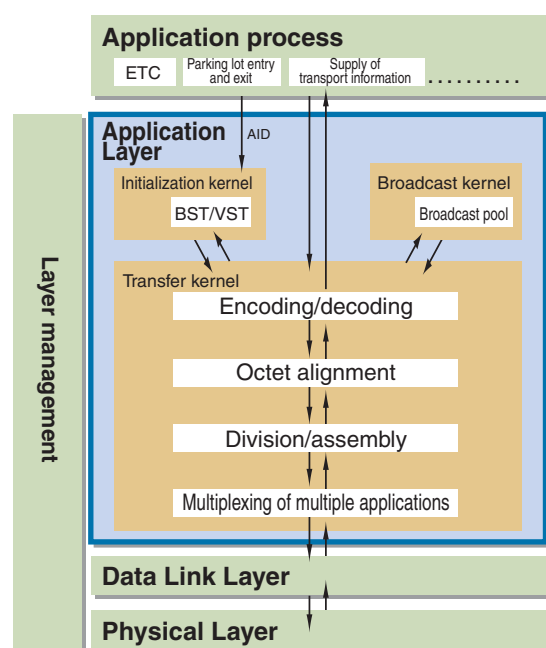 Application process
ETC
Parking lot entry
and exit
Supply of
transport information
..........
Application
Layer
AID
Initialization kernel
BST/VST
Broadcast kernel
Broadcast pool
Layer management
Transfer kernel
Encoding/decoding
Octet alignment
Division/assembly
Multiplexing of multiple applications
Data Link Layer
Physical Layer